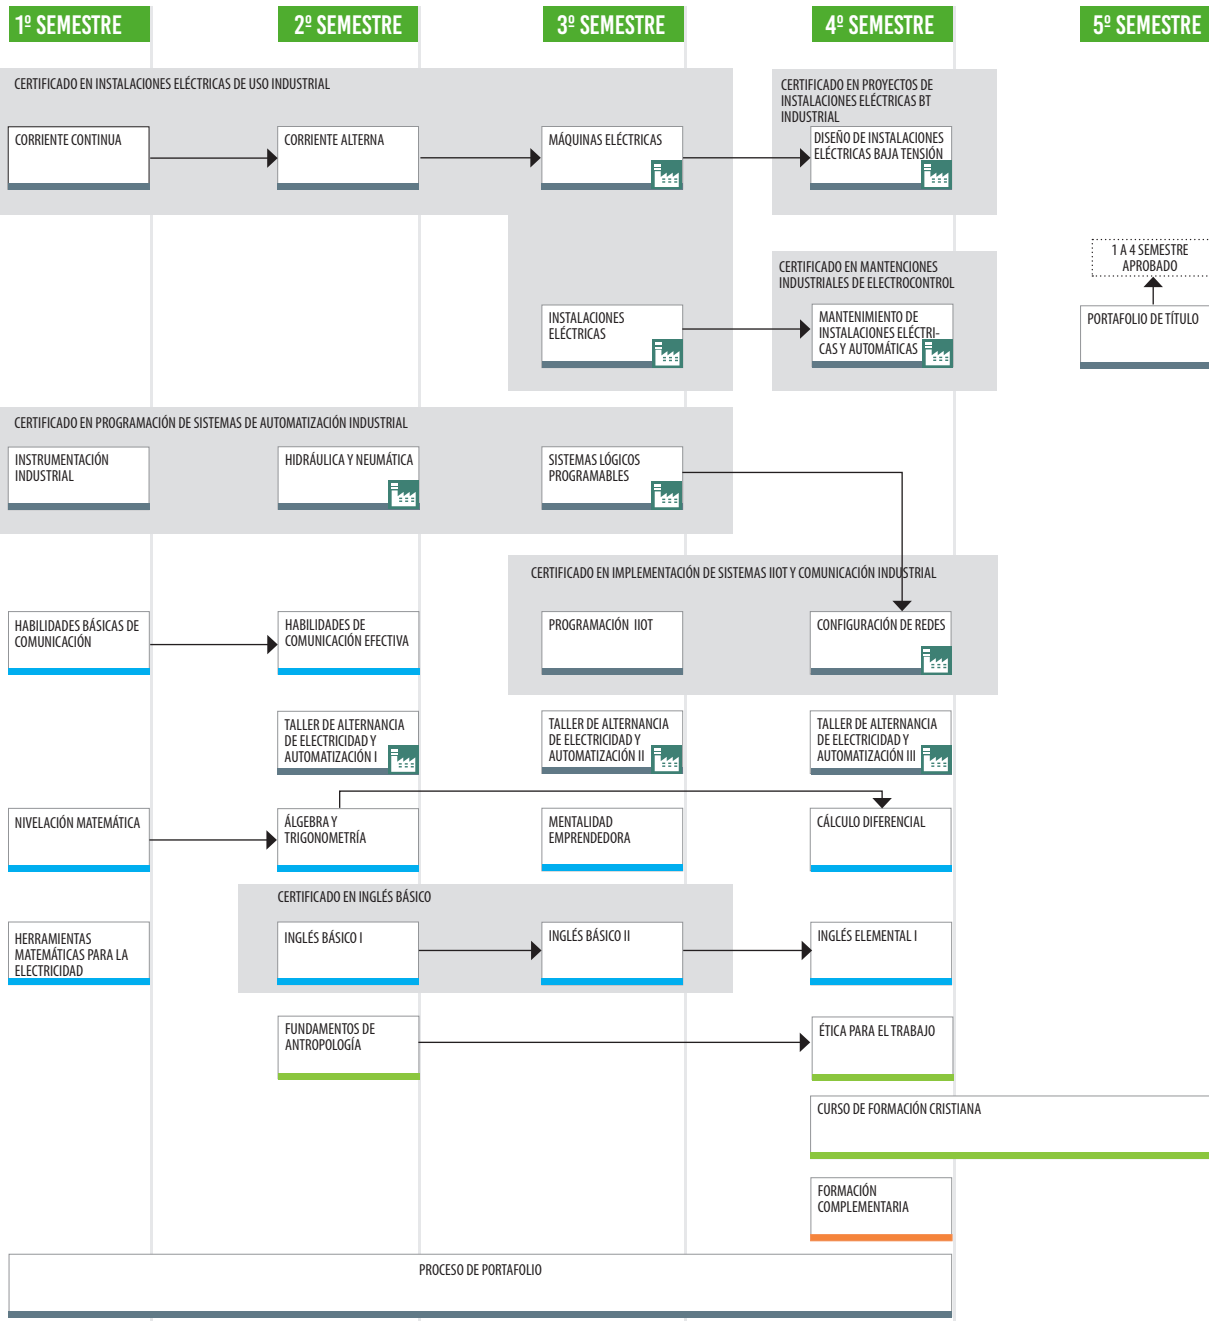 1º SEMESTRE
2º SEMESTRE
3º SEMESTRE
4º SEMESTRE
5º SEMESTRE
CERTIFICADO EN INSTALACIONES ELÉCTRICAS DE USO INDUSTRIAL
CERTIFICADO EN PROYECTOS DE
INSTALACIONES ELÉCTRICAS BT
INDUSTRIAL
CORRIENTE CONTINUA
CORRIENTE ALTERNA
MÁQUINAS ELÉCTRICAS
DISEÑO DE INSTALACIONES
ELÉCTRICAS BAJA TENSIÓN
1 A 4 SEMESTRE
APROBADO
CERTIFICADO EN MANTENCIONES
INDUSTRIALES DE ELECTROCONTROL
INSTALACIONES
ELÉCTRICAS
MANTENIMIENTO DE
INSTALACIONES ELÉCTRI-
CAS Y AUTOMÁTICAS
PORTAFOLIO DE TÍTULO
CERTIFICADO EN PROGRAMACIÓN DE SISTEMAS DE AUTOMATIZACIÓN INDUSTRIAL
INSTRUMENTACIÓN
INDUSTRIAL
HIDRÁULICA Y NEUMÁTICA
SISTEMAS LÓGICOS
PROGRAMABLES
CERTIFICADO EN IMPLEMENTACIÓN DE SISTEMAS IIOT Y COMUNICACIÓN INDUSTRIAL
HABILIDADES BÁSICAS DE
COMUNICACIÓN
HABILIDADES DE
COMUNICACIÓN EFECTIVA
PROGRAMACIÓN IIOT
CONFIGURACIÓN DE REDES
TALLER DE ALTERNANCIA
DE ELECTRICIDAD Y
AUTOMATIZACIÓN I
TALLER DE ALTERNANCIA
DE ELECTRICIDAD Y
AUTOMATIZACIÓN II
TALLER DE ALTERNANCIA
DE ELECTRICIDAD Y
AUTOMATIZACIÓN III
NIVELACIÓN MATEMÁTICA
ÁLGEBRA Y
TRIGONOMETRÍA
MENTALIDAD
EMPRENDEDORA
CÁLCULO DIFERENCIAL
CERTIFICADO EN INGLÉS BÁSICO
HERRAMIENTAS
MATEMÁTICAS PARA LA
ELECTRICIDAD
INGLÉS BÁSICO I
INGLÉS BÁSICO II
INGLÉS ELEMENTAL I
FUNDAMENTOS DE
ANTROPOLOGÍA
ÉTICA PARA EL TRABAJO
CURSO DE FORMACIÓN CRISTIANA
FORMACIÓN
COMPLEMENTARIA
PROCESO DE PORTAFOLIO